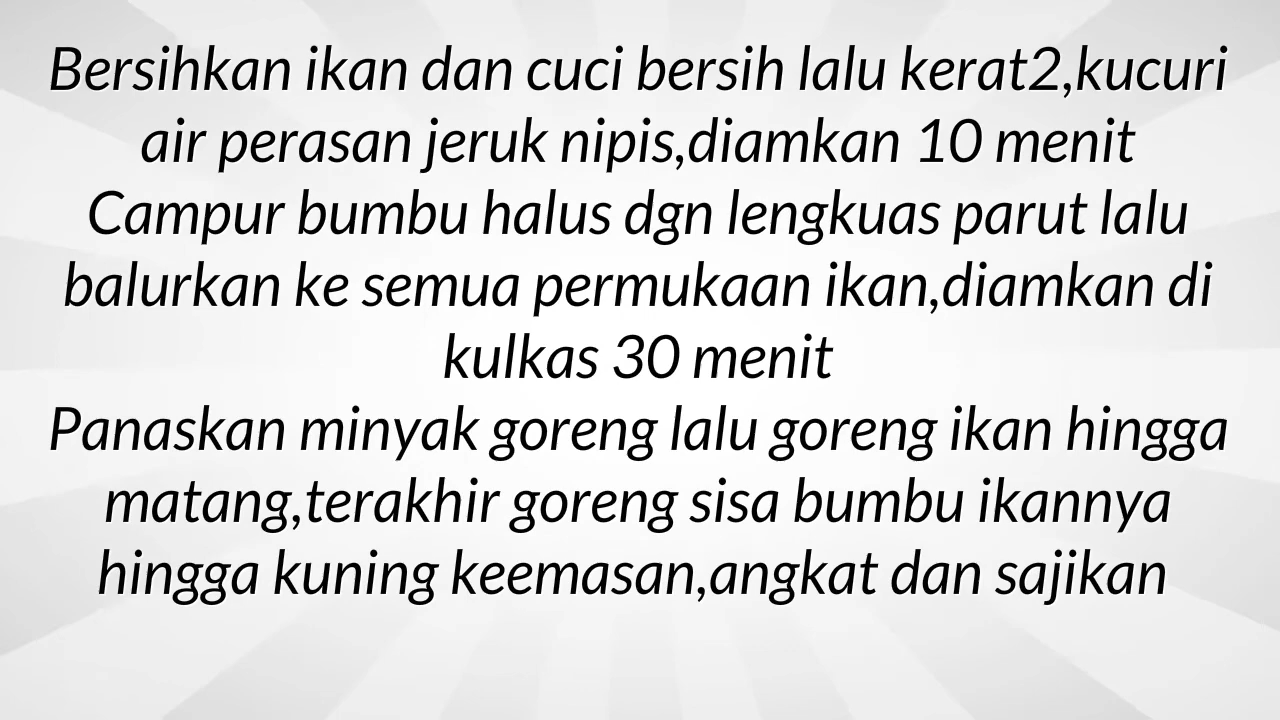 Bersihkan ikan dan cuci bersih lalu kerat2,kucuri
air perasan jeruk nipis,diamkan 10 menit
Campur bumbu halus dgn lengkuas parut lalu
balurkan ke semua permukaan ikan,diamkan di
kulkas 30 menit
Panaskan minyak goreng lalu goreng ikan hingga
matang,terakhir goreng sisa bumbu ikannya
hingga kuning keemasan,angkat dan sajikan